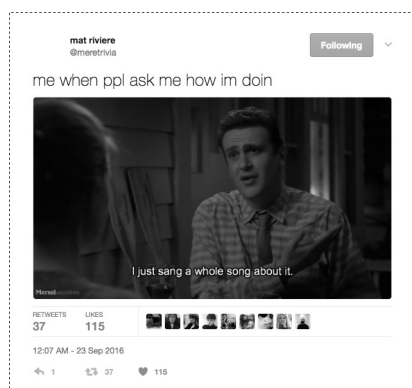 mat riviere
@meretrivia
Following
me when ppl ask me how im doin
I just sang a whole song about it.
RETWEETS
LIKES
37
115
12:07 AM - 23 Sep 2016
1
37
115